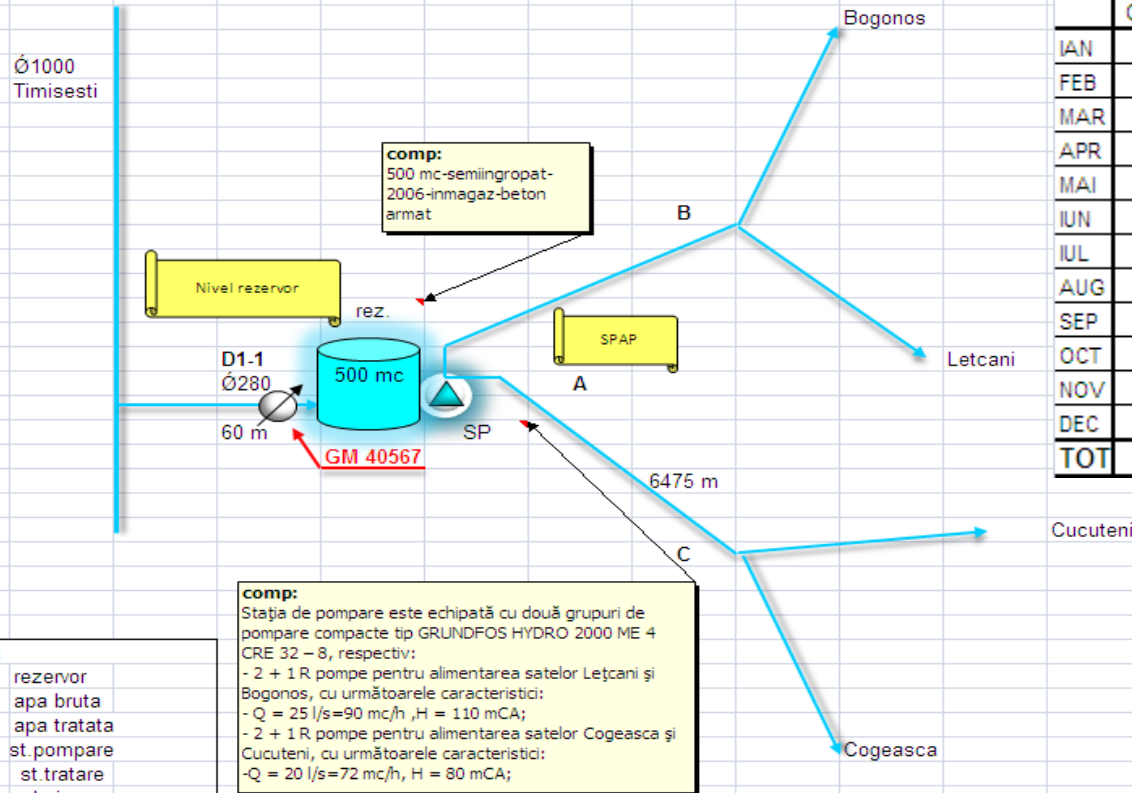 Bogonos
Ǿ1000
Timisesti
comp:
500 mc-semiingropat-
2006-inmagaz-beton
armat
B
Nivel rezervor
rez.
SPAP
D1-1
Ǿ280
500 mc
A
Letcani
60 m
SP
GM 40567
6475 m
C
Cucuteni
comp:
Stația de pompare este echipată cu două grupuri de
pompare compacte tip GRUNDFOS HYDRO 2000 ME 4
CRE 32 – 8, respectiv:
- 2 + 1 R pompe pentru alimentarea satelor Lețcani și
Bogonos, cu următoarele caracteristici:
- Q = 25 l/s=90 mc/h ,H = 110 mCA;
- 2 + 1 R pompe pentru alimentarea satelor Cogeasca și
Cucuteni, cu următoarele caracteristici:
-Q = 20 l/s=72 mc/h, H = 80 mCA;
Cogeasca
rezervor
apa bruta
apa tratata
st.pompare
st.tratare
IAN
FEB
MAR
APR
MAI
IUN
IUL
AUG
SEP
OCT
NOV
DEC
TOT